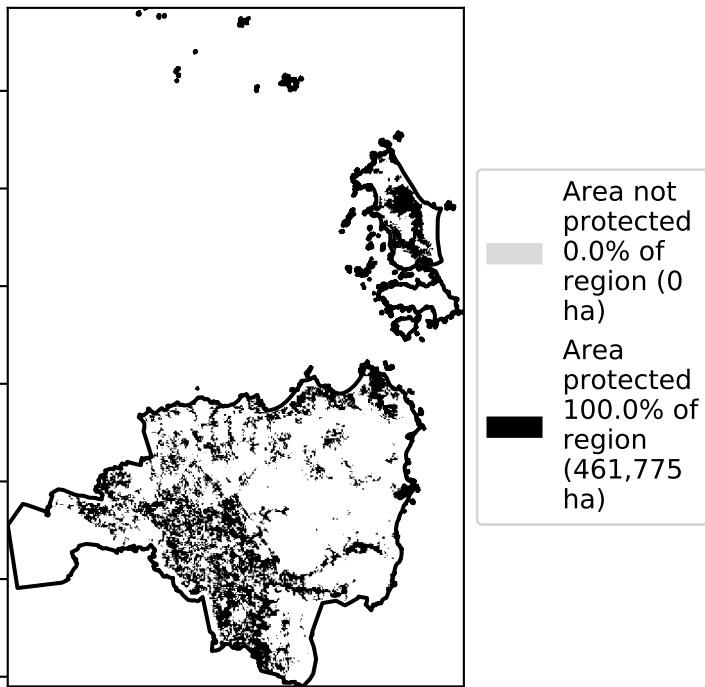 Area not
protected
0.0% of
region (0
ha)
Area
protected
100.0% of
region
(461,775
ha)